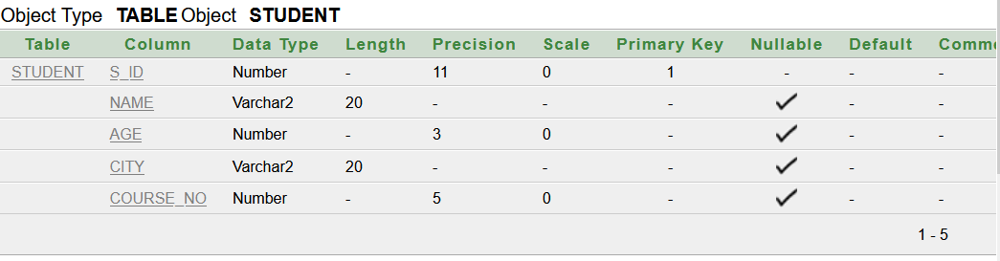 Object Type TABLE Object STUDENT
Table Column Data Type Length Precision Scale Primary Key Nullable Default
STUDENT S_ID Number - 11 0 1 - - -
NAME Varchar2 20 - - - ✓ - -
AGE Number - 3 0 - ✓ - -
CITY Varchar2 20 - - - ✓ - -
COURSE_NO Number - 5 0 - ✓ - -
1 - 5